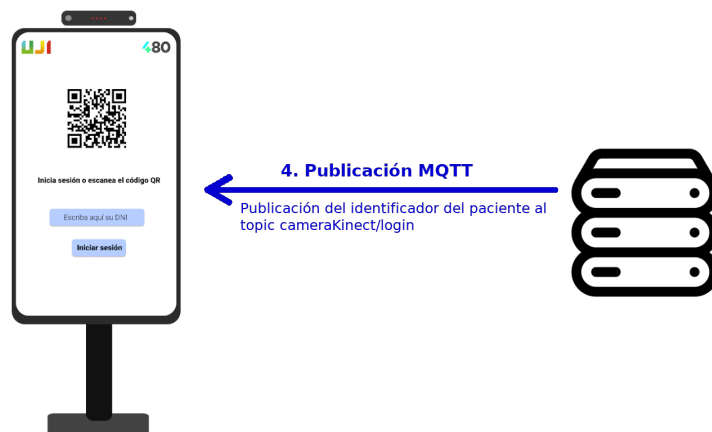 UJI
480
Inicia sesión o escanea el código QR
Escriba aquí su DNI
Iniciar sesión
4. Publicación MQTT
Publicación del identificador del paciente al
topic cameraKinect/login